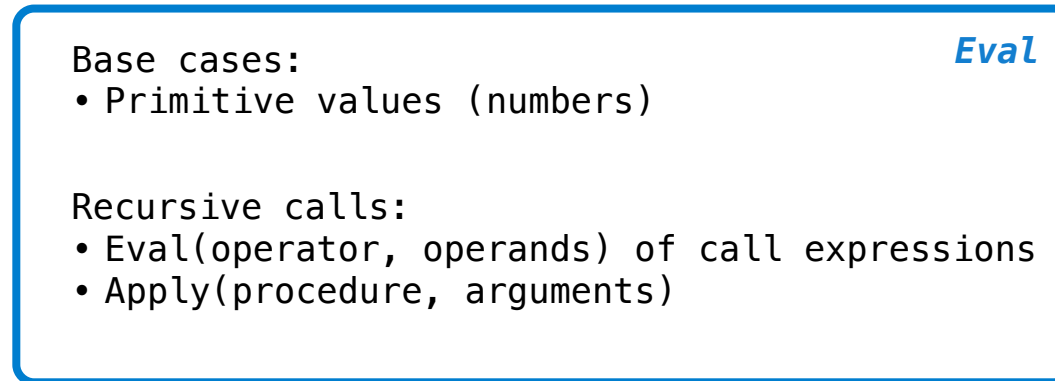 Eval
Base cases:
• Primitive values (numbers)
Recursive calls:
• Eval(operator, operands) of call expressions
• Apply(procedure, arguments)